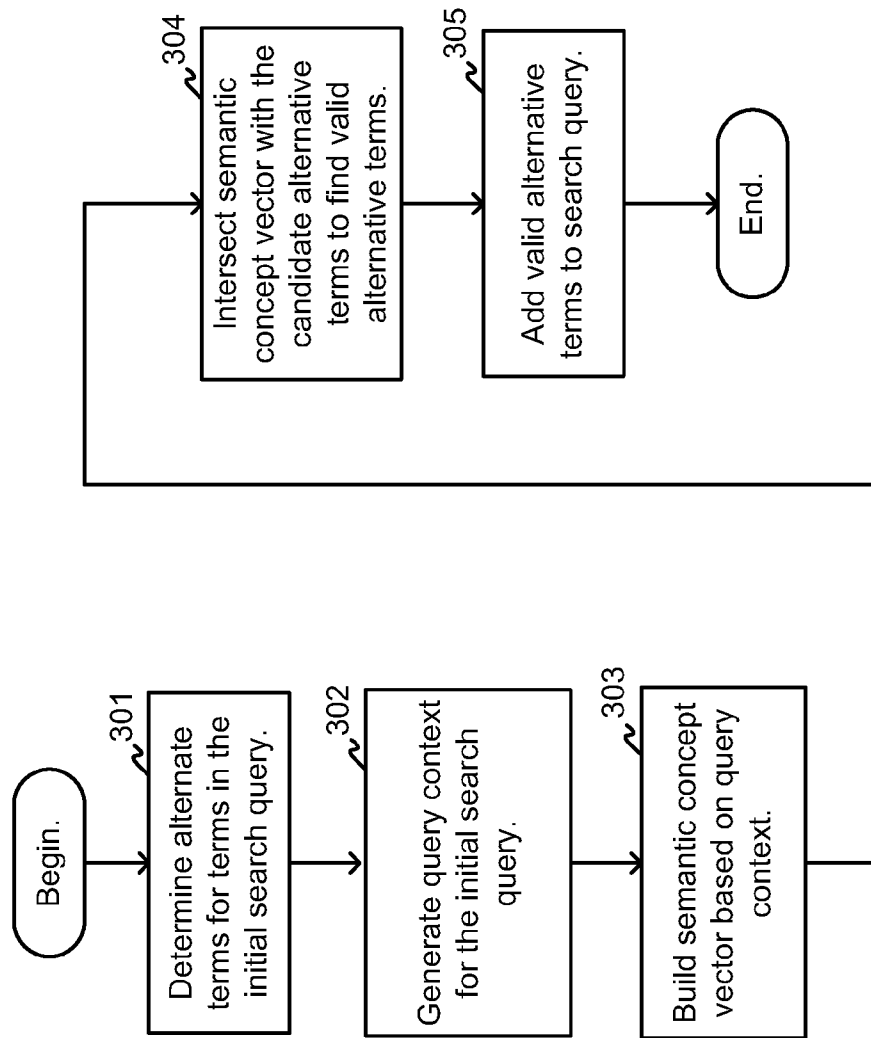 Begin.
301
Determine alternate
terms for terms in the
initial search query.
302
Generate query context
for the initial search
query.
303
Build semantic concept
vector based on query
context.
304
Intersect semantic
concept vector with the
candidate alternative
terms to find valid
alternative terms.
305
Add valid alternative
terms to search query.
End.